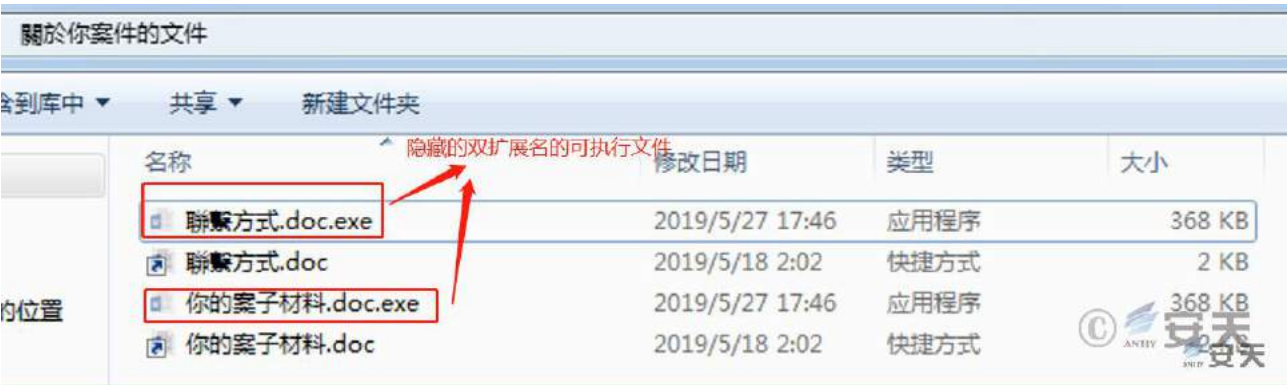 關於你案件的文件
含到库中 共享 新建文件夹
隐藏的双扩展名的可执行文件
名称 修改日期 类型 大小
聯繫方式.doc.exe 2019/5/27 17:46 应用程序 368 KB
聯繫方式.doc 2019/5/18 2:02 快捷方式 2 KB
的位置 你的案子材料.doc.exe 2019/5/27 17:46 应用程序 368 KB
你的案子材料.doc 2019/5/18 2:02 快捷方式
© ANTIY 安天
ANTIY 安天